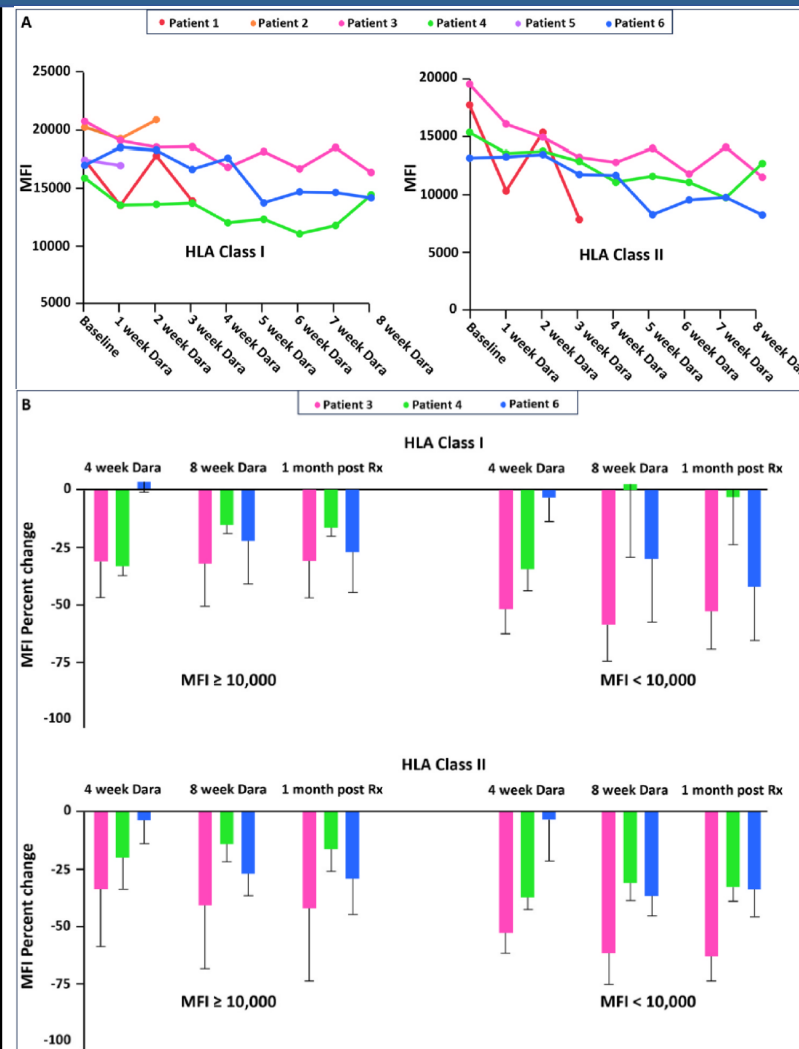 A
Patient 1 Patient 2 Patient 3 Patient 4 Patient 5 Patient 6
25000
20000
15000
10000
5000
MFI
HLA Class I
Baseline
1 week Dara
2 week Dara
3 week Dara
4 week Dara
5 week Dara
6 week Dara
7 week Dara
8 week Dara
20000
15000
10000
5000
0
MFI
HLA Class II
Baseline
1 week Dara
2 week Dara
3 week Dara
4 week Dara
5 week Dara
6 week Dara
7 week Dara
8 week Dara
B
Patient 3 Patient 4 Patient 6
HLA Class I
4 week Dara 8 week Dara 1 month post Rx 4 week Dara 8 week Dara 1 month post Rx
0
-25
-50
-75
-100
MFI Percent change
MFI ≥ 10,000 MFI < 10,000
HLA Class II
4 week Dara 8 week Dara 1 month post Rx 4 week Dara 8 week Dara 1 month post Rx
0
-25
-50
-75
-100
MFI Percent change
MFI ≥ 10,000 MFI < 10,000